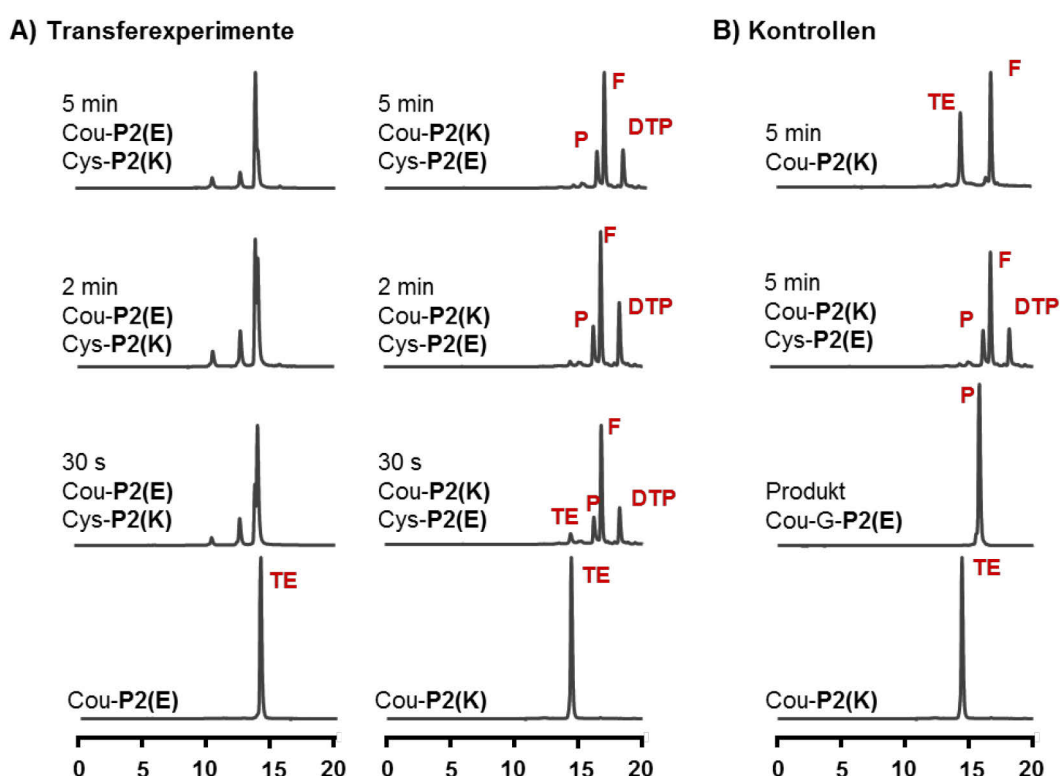 A) Transferexperimente
5 min
Cou-P2(E)
Cys-P2(K)
2 min
Cou-P2(E)
Cys-P2(K)
30 s
Cou-P2(E)
Cys-P2(K)
TE
Cou-P2(E)
0 5 10 15 20
5 min
Cou-P2(K)
Cys-P2(E)
P
F
DTP
2 min
Cou-P2(K)
Cys-P2(E)
P
F
DTP
30 s
Cou-P2(K)
Cys-P2(E)
TE
P
F
DTP
TE
Cou-P2(K)
0 5 10 15 20
B) Kontrollen
5 min
Cou-P2(K)
TE
F
5 min
Cou-P2(K)
Cys-P2(E)
P
F
DTP
P
Produkt
Cou-G-P2(E)
TE
Cou-P2(K)
0 5 10 15 20